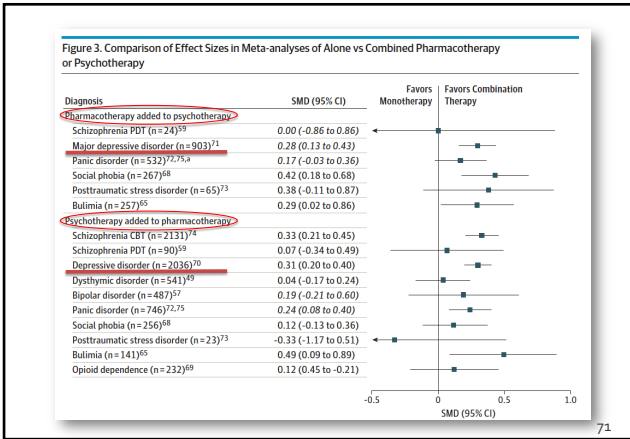 Figure 3. Comparison of Effect Sizes in Meta-analyses of Alone vs Combined Pharmacotherapy
or Psychotherapy
Favors Favors Combination
Diagnosis SMD (95% CI) Monotherapy Therapy
Pharmacotherapy added to psychotherapy
Schizophrenia PDT (n=24)59 0.00 (-0.86 to 0.86)
Major depressive disorder (n=903)71 0.28 (0.13 to 0.43)
Panic disorder (n=532)72,75,a 0.17 (-0.03 to 0.36)
Social phobia (n=267)68 0.42 (0.18 to 0.68)
Posttraumatic stress disorder (n=65)73 0.38 (-0.11 to 0.87)
Bulimia (n=257)65 0.29 (0.02 to 0.86)
Psychotherapy added to pharmacotherapy
Schizophrenia CBT (n=2131)74 0.33 (0.21 to 0.45)
Schizophrenia PDT (n=90)59 0.07 (-0.34 to 0.49)
Depressive disorder (n=2036)70 0.31 (0.20 to 0.40)
Dysthymic disorder (n=541)49 0.04 (-0.17 to 0.24)
Bipolar disorder (n=487)57 0.19 (-0.21 to 0.60)
Panic disorder (n=746)72,75 0.24 (0.08 to 0.40)
Social phobia (n=256)68 0.12 (-0.13 to 0.36)
Posttraumatic stress disorder (n=23)73 -0.33 (-1.17 to 0.51)
Bulimia (n=141)65 0.49 (0.09 to 0.89)
Opioid dependence (n=232)69 0.12 (0.45 to -0.21)
-0.5 0 0.5 1.0
SMD (95% CI)
71